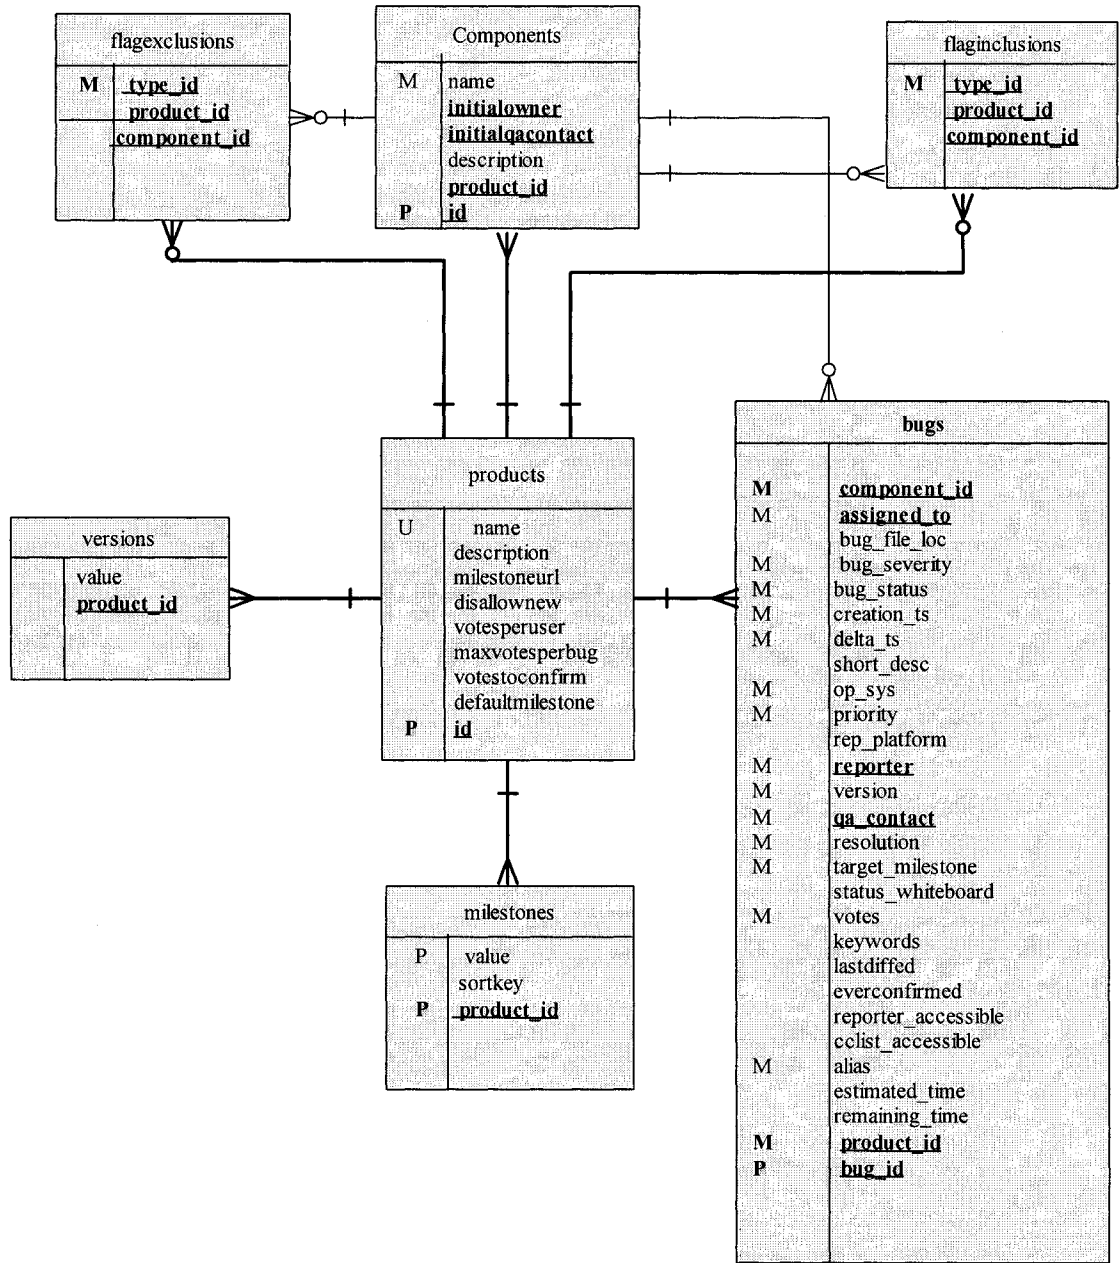 flagexclusions
M type_id
product_id
component_id
Components
M name
initialowner
initialqacontact
description
product_id
P id
flaginclusions
M type_id
product_id
component_id
versions
value
product_id
products
U name
description
milestoneurl
disallownew
votesperuser
maxvotesperbug
votestoconfirm
defaultmilestone
P id
milestones
P value
sortkey
P product_id
bugs
M component_id
M assigned_to
bug_file_loc
M bug_severity
M bug_status
M creation_ts
M delta_ts
short_desc
M op_sys
M priority
rep_platform
M reporter
M version
M qa_contact
M resolution
M target_milestone
status_whiteboard
M votes
keywords
lastdiffed
everconfirmed
reporter_accessible
cclist_accessible
M alias
estimated_time
remaining_time
M product_id
P bug_id